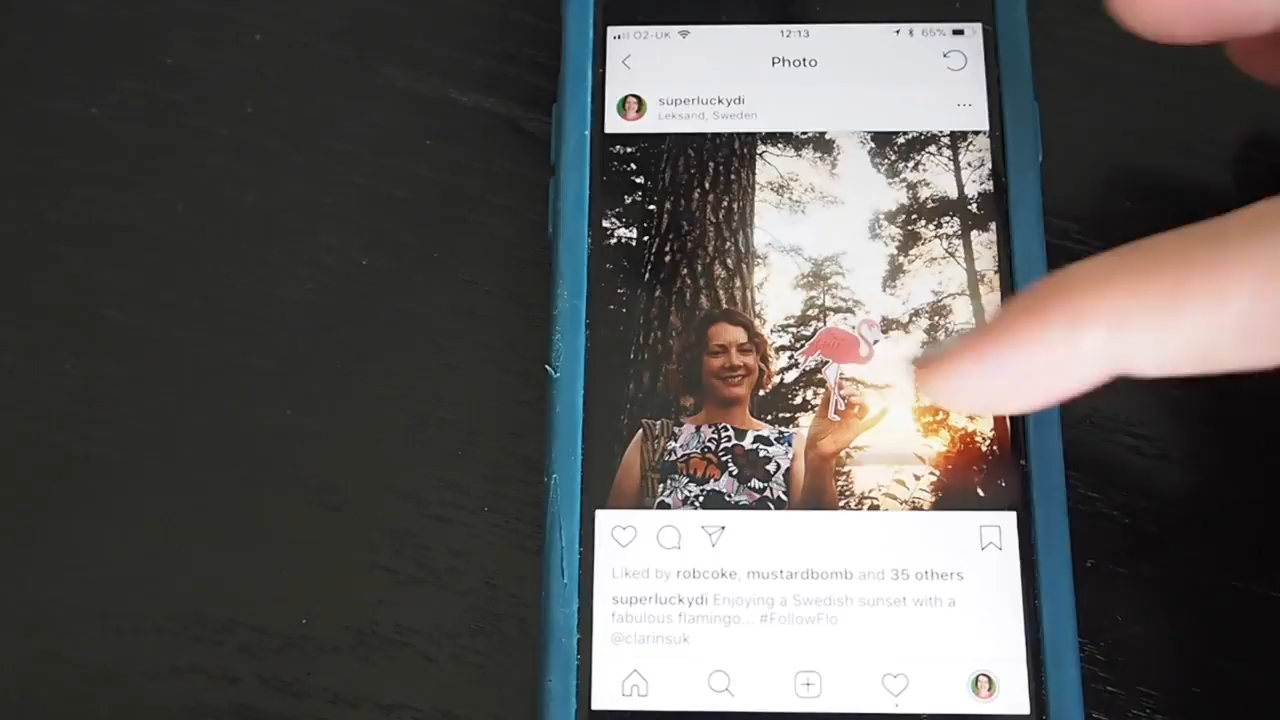 O2-UK 12:13 65%
Photo
superluckydi
Leksand, Sweden
Liked by robcoke, mustardbomb and 35 others
superluckydi Enjoying a Swedish sunset with a
fabulous flamingo... #FollowFlo
@clarinsuk